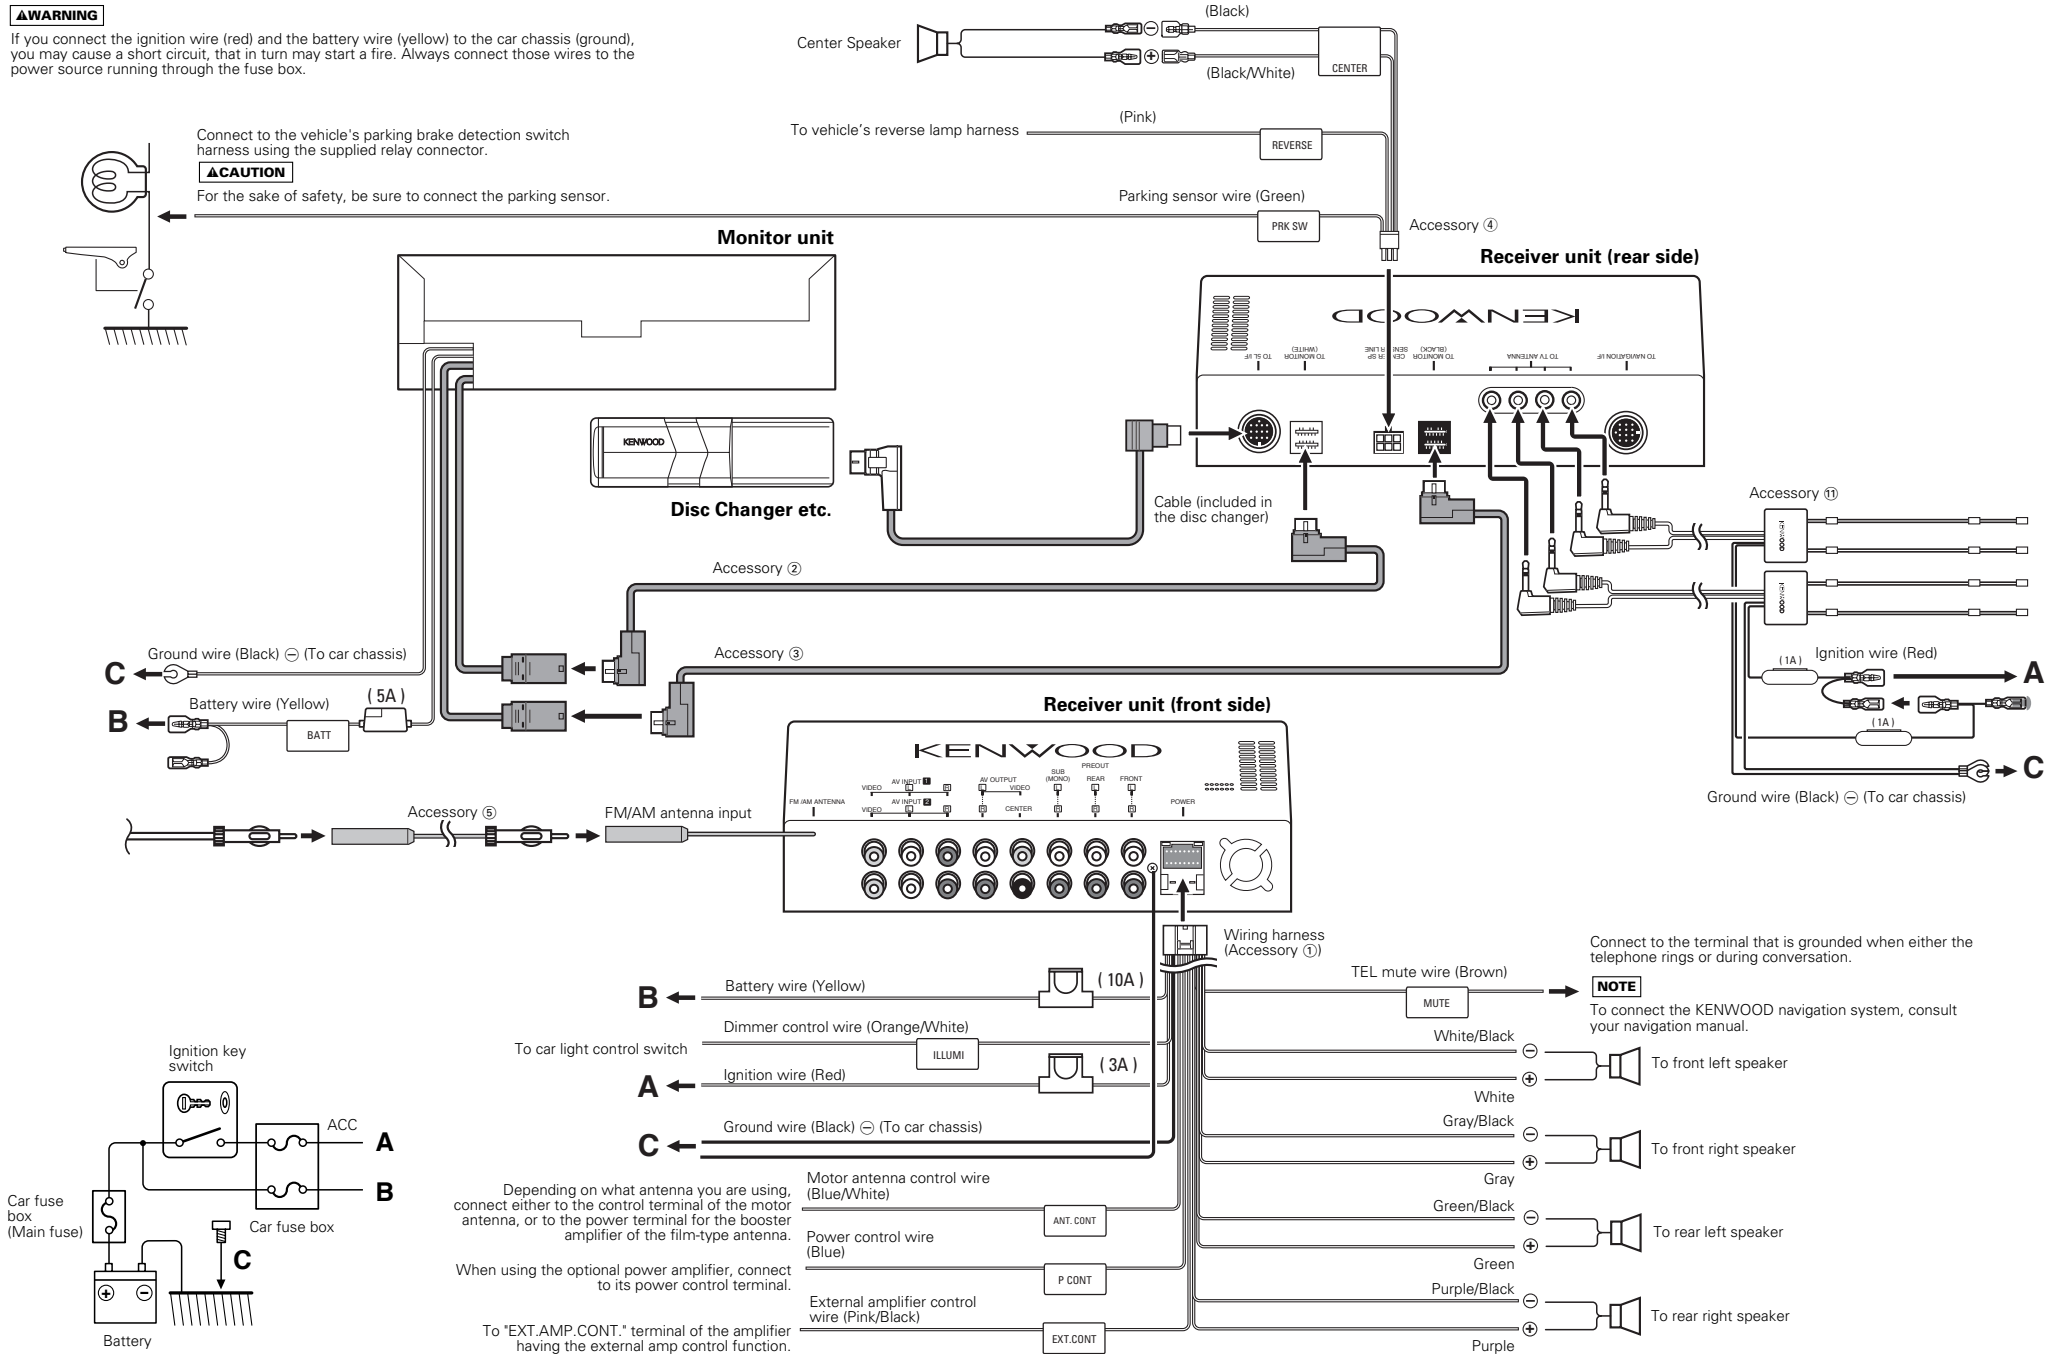 ⚠WARNING
If you connect the ignition wire (red) and the battery wire (yellow) to the car chassis (ground),
you may cause a short circuit, that in turn may start a fire. Always connect those wires to the
power source running through the fuse box.
Center Speaker
(Black)
⊖
⊕
(Black/White)
CENTER
To vehicle's reverse lamp harness
(Pink)
REVERSE
Connect to the vehicle's parking brake detection switch
harness using the supplied relay connector.
⚠CAUTION
For the sake of safety, be sure to connect the parking sensor.
Parking sensor wire (Green)
PRK SW
Accessory ④
Monitor unit
Receiver unit (rear side)
KENWOOD
TO SL I/F
TO MONITOR
(WHITE)
TO MONITOR
(BLACK)
TO TV ANTENNA
TO NAVIGATION I/F
KENWOOD
Disc Changer etc.
Cable (included in
the disc changer)
Accessory ⑪
KENWOOD
KENWOOD
Accessory ②
Accessory ③
C
Ground wire (Black) ⊖ (To car chassis)
B
Battery wire (Yellow)
BATT
( 5A )
( 1A )
Ignition wire (Red)
A
( 1A )
C
Ground wire (Black) ⊖ (To car chassis)
Receiver unit (front side)
KENWOOD
FM /AM ANTENNA
VIDEO
AV INPUT 1
L
R
VIDEO
AV INPUT 2
L
R
AV OUTPUT
L
VIDEO
R
CENTER
PREOUT
SUB
(MONO)
REAR
FRONT
L
L
L
R
R
R
POWER
Accessory ⑤
FM/AM antenna input
Wiring harness
(Accessory ①)
B
Battery wire (Yellow)
( 10A )
To car light control switch
Dimmer control wire (Orange/White)
ILLUMI
A
Ignition wire (Red)
( 3A )
C
Ground wire (Black) ⊖ (To car chassis)
Depending on what antenna you are using,
connect either to the control terminal of the motor
antenna, or to the power terminal for the booster
amplifier of the film-type antenna.
Motor antenna control wire
(Blue/White)
ANT. CONT
When using the optional power amplifier, connect
to its power control terminal.
Power control wire
(Blue)
P CONT
To "EXT.AMP.CONT." terminal of the amplifier
having the external amp control function.
External amplifier control
wire (Pink/Black)
EXT.CONT
TEL mute wire (Brown)
MUTE
Connect to the terminal that is grounded when either the
telephone rings or during conversation.
NOTE
To connect the KENWOOD navigation system, consult
your navigation manual.
White/Black
⊖
⊕
White
To front left speaker
Gray/Black
⊖
⊕
Gray
To front right speaker
Green/Black
⊖
⊕
Green
To rear left speaker
Purple/Black
⊖
⊕
Purple
To rear right speaker
Ignition key
switch
ACC
A
B
Car fuse
box
(Main fuse)
Car fuse box
C
⊕
⊖
Battery